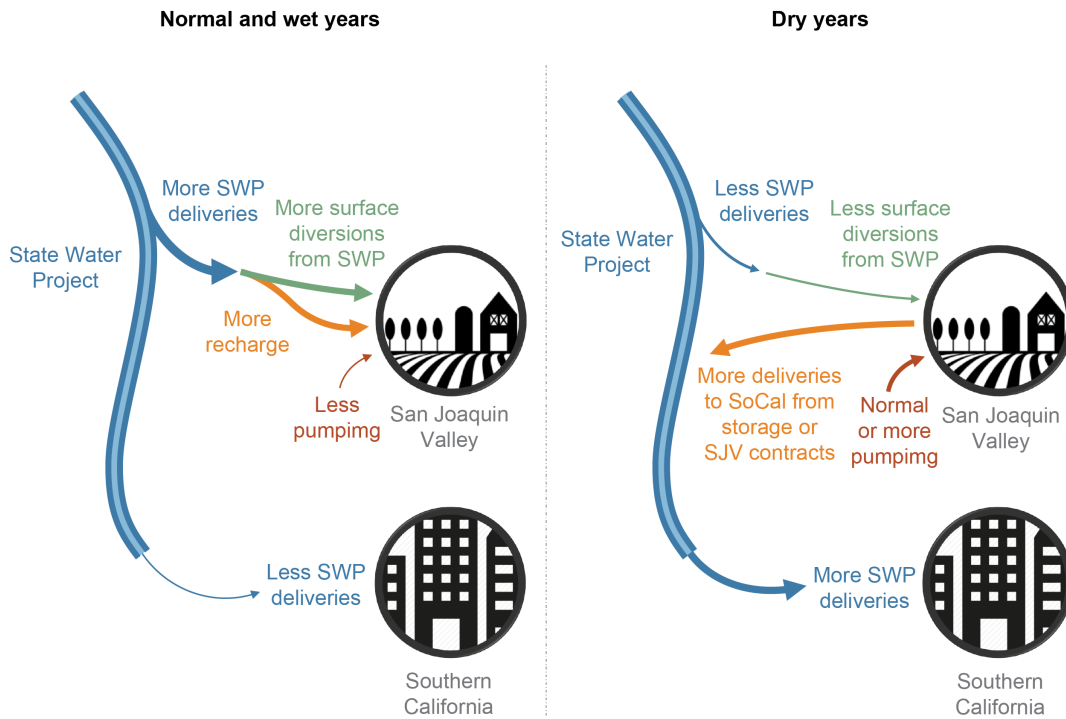 Normal and wet years
More SWP
deliveries
More surface
diversions
from SWP
State Water
Project
More
recharge
Less
pumpimg
San Joaquin
Valley
Less SWP
deliveries
Southern
California
Dry years
Less SWP
deliveries
Less surface
diversions
from SWP
State Water
Project
More deliveries
to SoCal from
storage or
SJV contracts
Normal
or more
pumpimg
San Joaquin
Valley
More SWP
deliveries
Southern
California